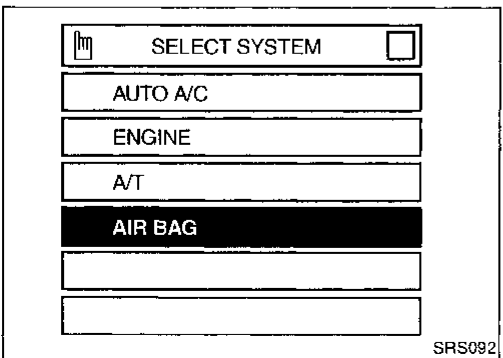 SELECT SYSTEM
AUTO A/C
ENGINE
A/T
AIR BAG
SRS092